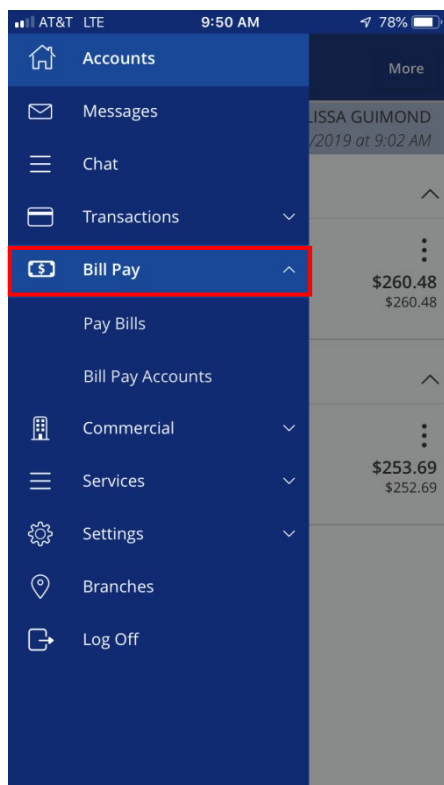 AT&T LTE 9:50 AM 78%
Accounts
More
Messages
LISSA GUIMOND
/2019 at 9:02 AM
Chat
Transactions
Bill Pay
$260.48
$260.48
Pay Bills
Bill Pay Accounts
Commercial
$253.69
$252.69
Services
Settings
Branches
Log Off